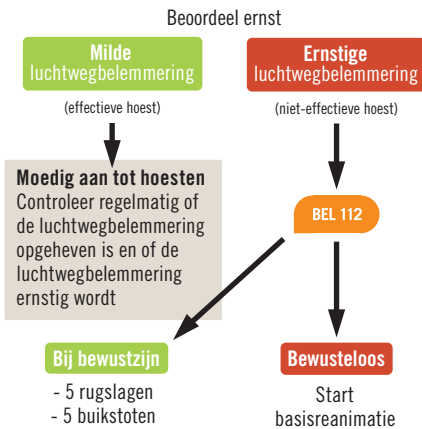 Beoordeel ernst
Milde
luchtwegbelemmering
(effectieve hoest)
Ernstige
luchtwegbelemmering
(niet-effectieve hoest)
Moedig aan tot hoesten
Controleer regelmatig of
de luchtwegbelemmering
opgeheven is en of de
luchtwegbelemmering
ernstig wordt
BEL 112
Bij bewustzijn
- 5 rugslagen
- 5 buikstoten
Bewusteloos
Start
basisreanimatie